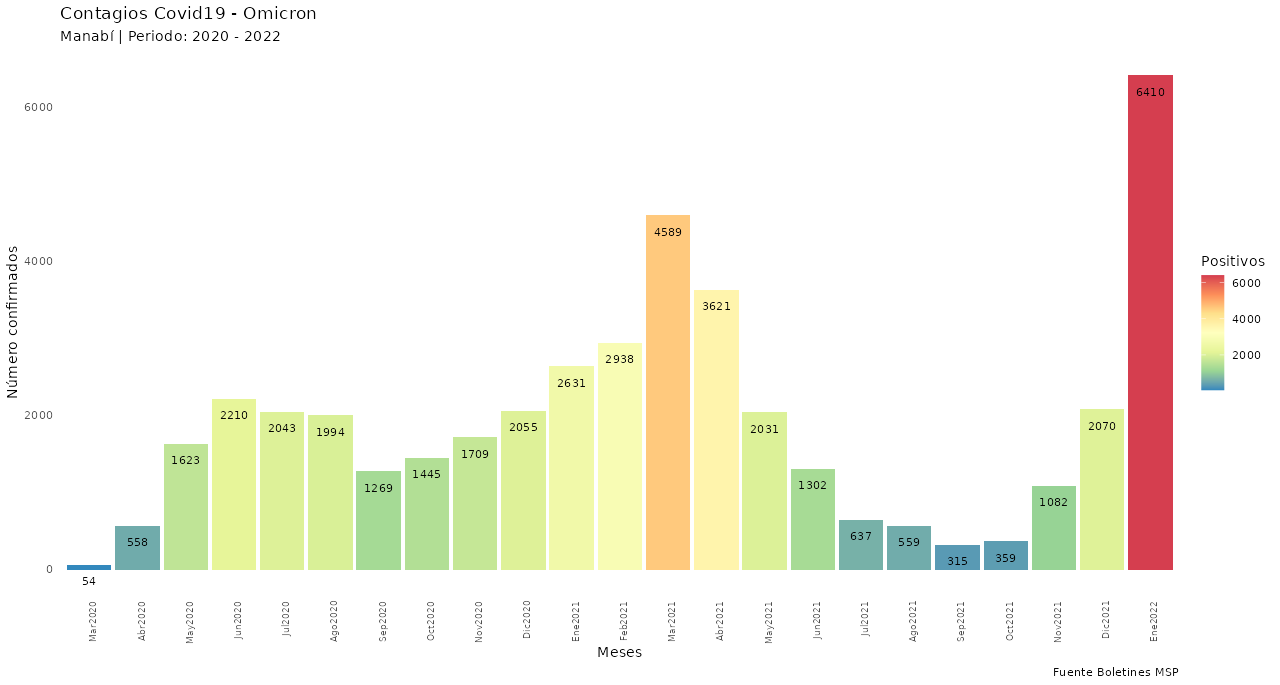 Contagios Covid19 - Omicron
Manabí | Periodo: 2020 - 2022
Número confirmados
6000
4000
2000
0
54
558
1623
2210
2043
1994
1269
1445
1709
2055
2631
2938
4589
3621
2031
1302
637
559
315
359
1082
2070
6410
Mar2020
Abr2020
May2020
Jun2020
Jul2020
Ago2020
Sep2020
Oct2020
Nov2020
Dic2020
Ene2021
Feb2021
Mar2021
Abr2021
May2021
Jun2021
Jul2021
Ago2021
Sep2021
Oct2021
Nov2021
Dic2021
Ene2022
Meses
Positivos
6000
4000
2000
Fuente Boletines MSP